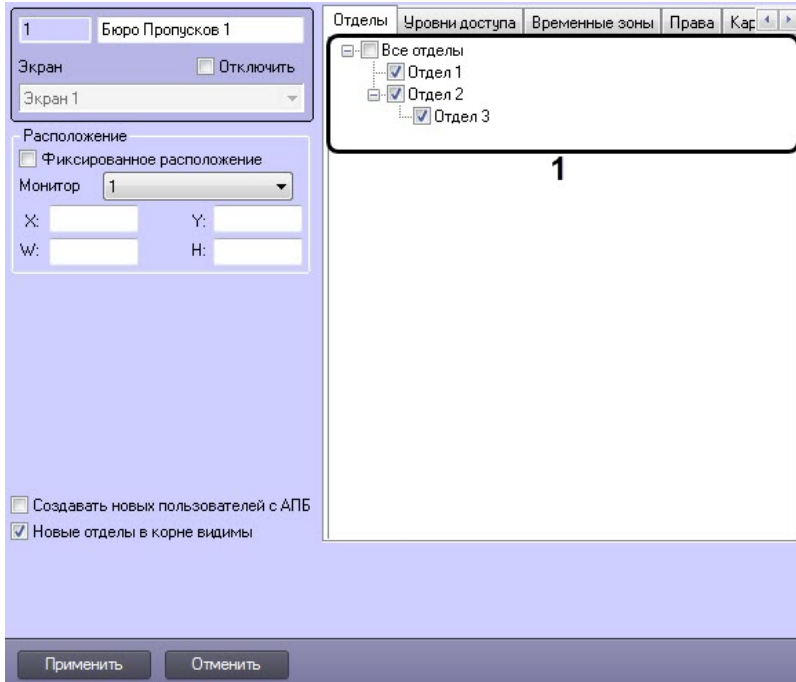 1 Бюро Пропусков 1
Экран Отключить
Экран 1
Расположение
Фиксированное расположение
Монитор 1
X: Y:
W: H:
Создавать новых пользователей с АПБ
Новые отделы в корне видимы
Отделы Уровни доступа Временные зоны Права Кар
Все отделы
Отдел 1
Отдел 2
Отдел 3
1
Применить Отменить